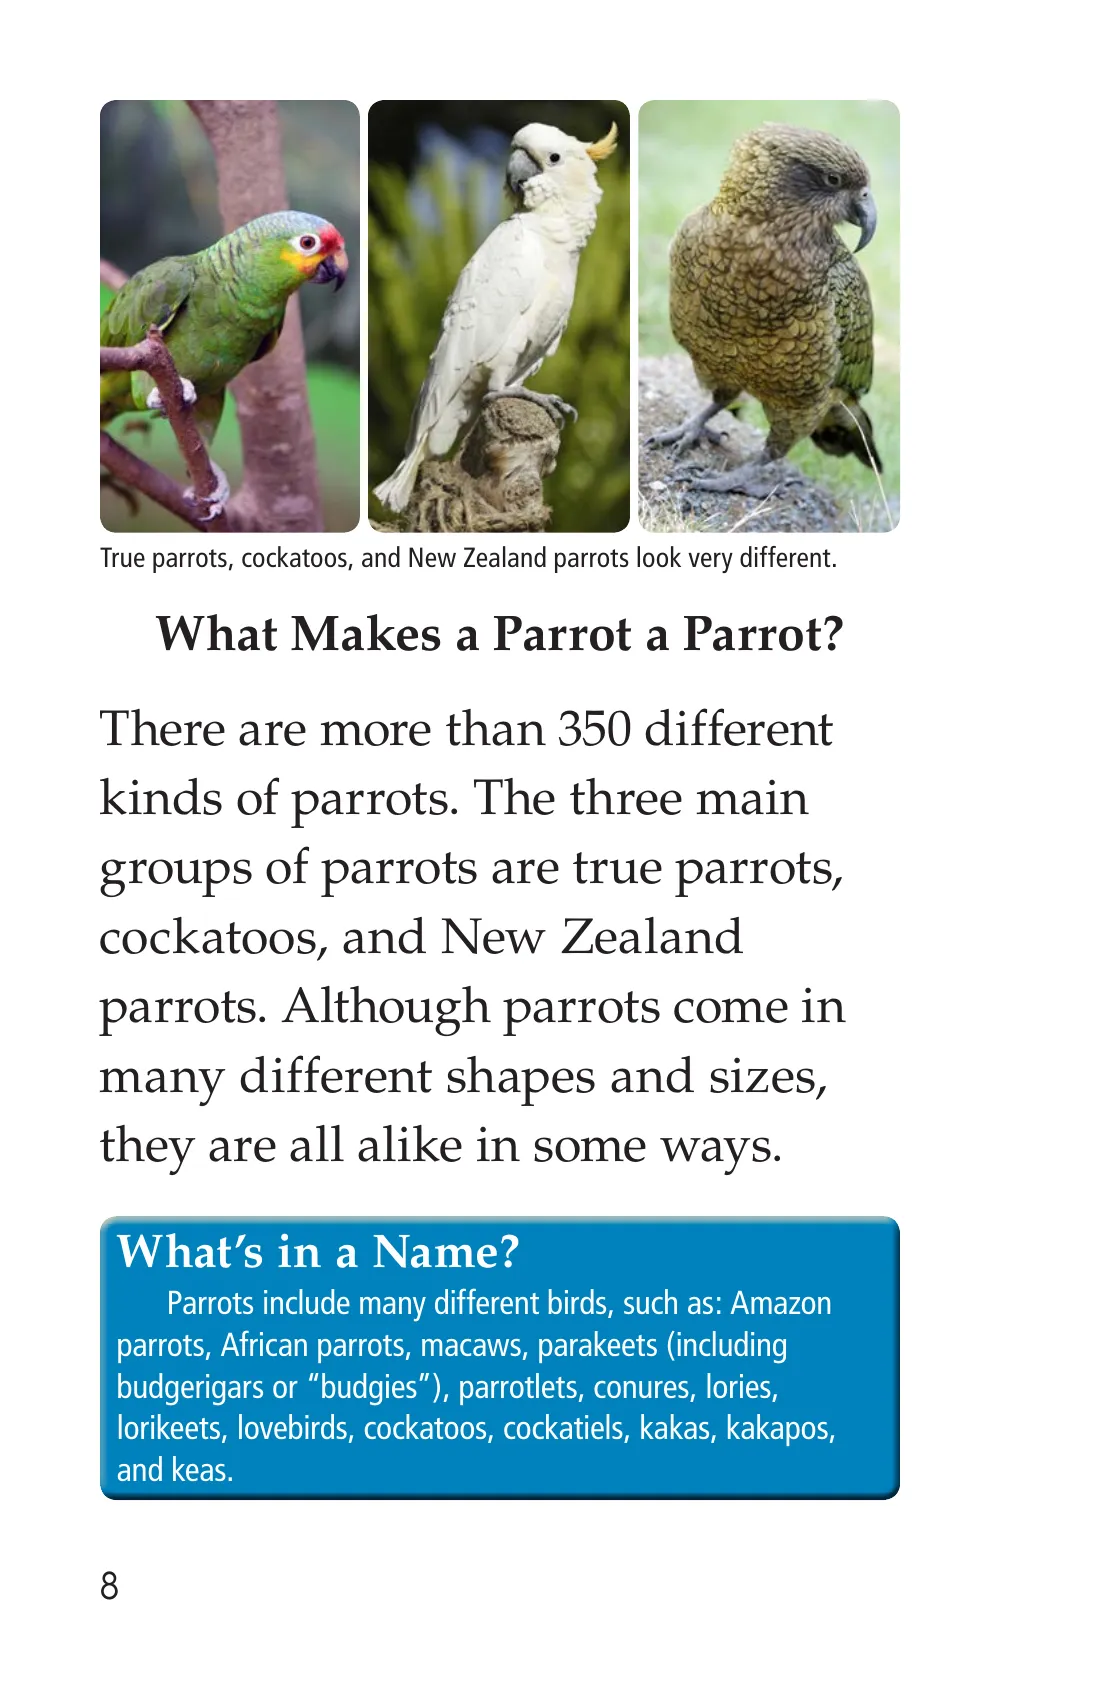 True parrots, cockatoos, and New Zealand parrots look very different.
What Makes a Parrot a Parrot?
There are more than 350 different
kinds of parrots. The three main
groups of parrots are true parrots,
cockatoos, and New Zealand
parrots. Although parrots come in
many different shapes and sizes,
they are all alike in some ways.
What’s in a Name?
Parrots include many different birds, such as: Amazon
parrots, African parrots, macaws, parakeets (including
budgerigars or “budgies”), parrotlets, conures, lories,
lorikeets, lovebirds, cockatoos, cockatiels, kakas, kakapos,
and keas.
8